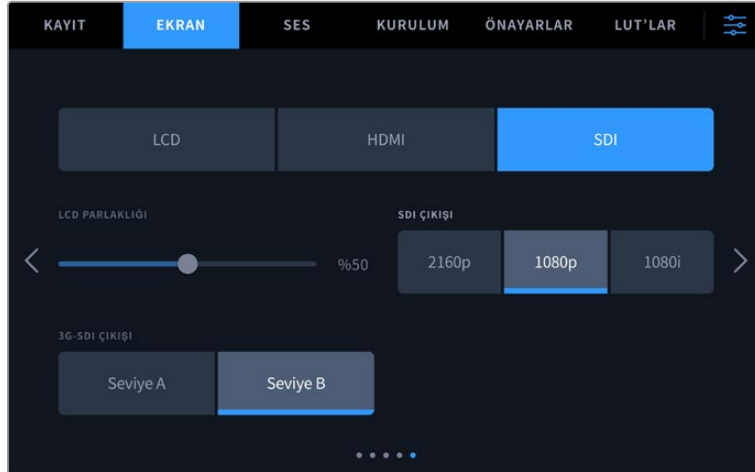 KAYIT EKRAN SES KURULUM ÖNAYARLAR LUT’LAR
LCD HDMI SDI
LCD PARLAKLIĞI SDI ÇIKIŞI
%50 2160p 1080p 1080i
3G-SDI ÇIKIŞI
Seviye A Seviye B